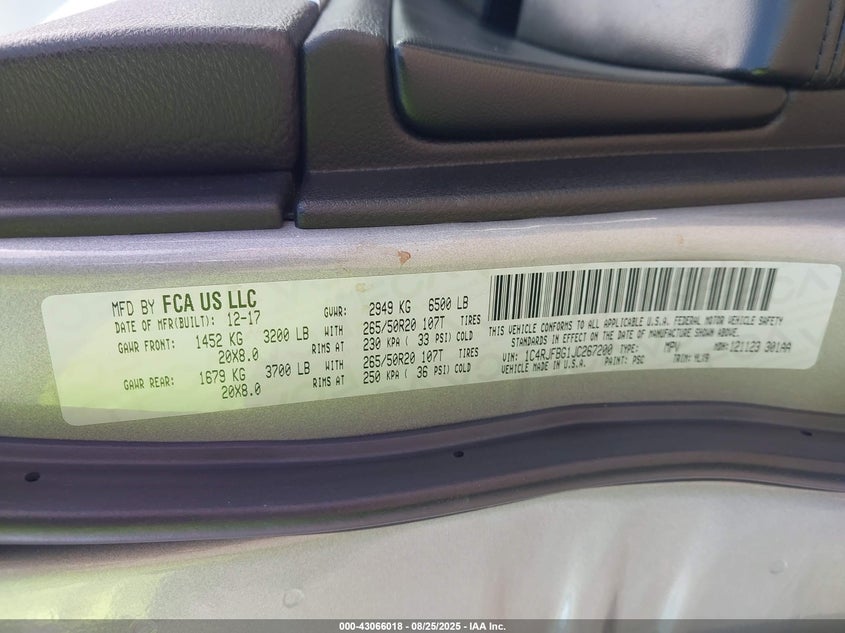 MFD BY FCA US LLC
DATE OF MFR(BUILT): 12-17
GVWR: 2949 KG 6500 LB
GAWR FRONT: 1452 KG 3200 LB WITH 265/50R20 107T TIRES
20X8.0 RIMS AT 230 KPA ( 33 PSI) COLD
GAWR REAR: 1679 KG 3700 LB WITH 265/50R20 107T TIRES
20X8.0 RIMS AT 250 KPA ( 36 PSI) COLD
THIS VEHICLE CONFORMS TO ALL APPLICABLE U.S.A. FEDERAL MOTOR VEHICLE SAFETY
STANDARDS IN EFFECT ON THE DATE OF MANUFACTURE SHOWN ABOVE.
VIN: 1C4RJFBG1JC267200 TYPE: MPV MDH: 121123 301AA
VEHICLE MADE IN U.S.A. PAINT: PSC TRIM:
000-43066018 - 08/25/2025 - IAA Inc.